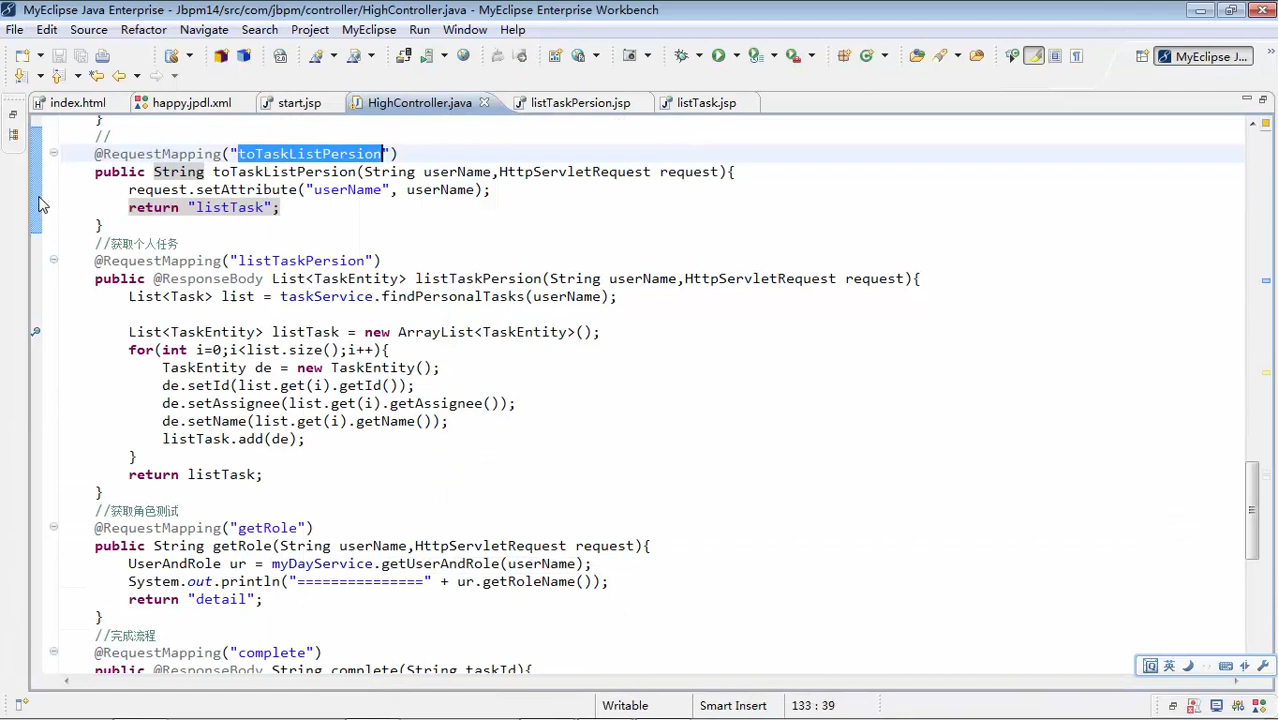 MyEclipse Java Enterprise - Jbpm14/src/com/jbpm/controller/HighController.java - MyEclipse Enterprise Workbench
File Edit Source Refactor Navigate Search Project MyEclipse Run Window Help
MyEclipse J...
index.html happy.jpdl.xml start.jsp HighController.java listTaskPersion.jsp listTask.jsp
}
//
@RequestMapping("toTaskListPersion")
public String toTaskListPersion(String userName,HttpServletRequest request){
request.setAttribute("userName", userName);
return "listTask";
}
//获取个人任务
@RequestMapping("listTaskPersion")
public @ResponseBody List<TaskEntity> listTaskPersion(String userName,HttpServletRequest request){
List<Task> list = taskService.findPersonalTasks(userName);
List<TaskEntity> listTask = new ArrayList<TaskEntity>();
for(int i=0;i<list.size();i++){
TaskEntity de = new TaskEntity();
de.setId(list.get(i).getId());
de.setAssignee(list.get(i).getAssignee());
de.setName(list.get(i).getName());
listTask.add(de);
}
return listTask;
}
//获取角色测试
@RequestMapping("getRole")
public String getRole(String userName,HttpServletRequest request){
UserAndRole ur = myDayService.getUserAndRole(userName);
System.out.println("===============" + ur.getRoleName());
return "detail";
}
//完成流程
@RequestMapping("complete")
public @ResponseBody String complete(String taskId){
英
Writable Smart Insert 133 : 39